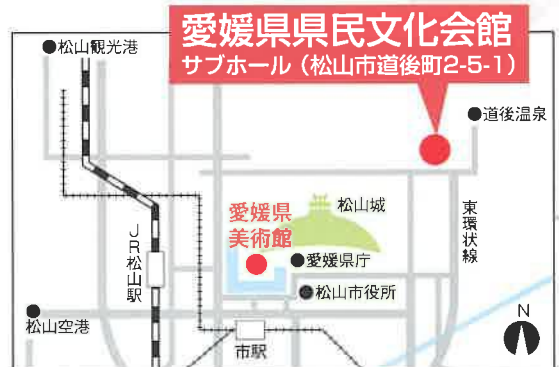 愛媛県県民文化会館
サブホール（松山市道後町2-5-1）
松山観光港
道後温泉
松山城
愛媛県
美術館
東環状線
JR松山駅
愛媛県庁
松山市役所
松山空港
市駅
N